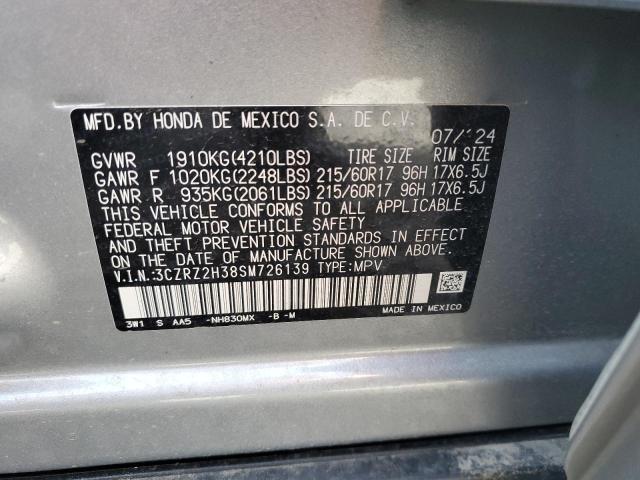 MFD.BY HONDA DE MEXICO S.A. DE C.V. 07/24
GVWR 1910KG(4210LBS) TIRE SIZE RIM SIZE
GAWR F 1020KG(2248LBS) 215/60R17 96H 17X6.5J
GAWR R 935KG(2061LBS) 215/60R17 96H 17X6.5J
THIS VEHICLE CONFORMS TO ALL APPLICABLE
FEDERAL MOTOR VEHICLE SAFETY
AND THEFT PREVENTION STANDARDS IN EFFECT
ON THE DATE OF MANUFACTURE SHOWN ABOVE.
V.I.N:3CZRZ2H38SM726139 TYPE:MPV
3W1 S AA5 -NH830MX -B -M MADE IN MEXICO